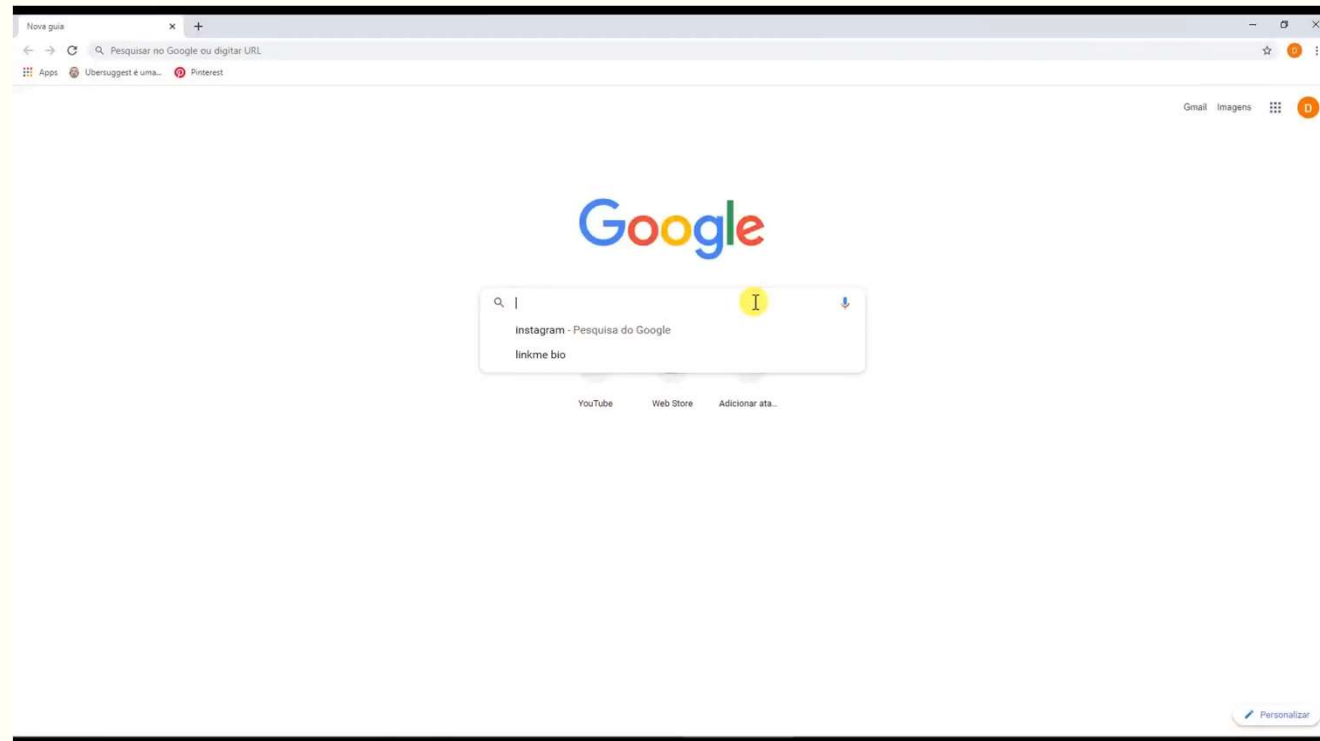 Nova guia
Pesquisar no Google ou digitar URL
Apps Ubersuggest é uma... Pinterest
Gmail Imagens D
Google
instagram - Pesquisa do Google
linkme bio
YouTube Web Store Adicionar ata...
Personalizar